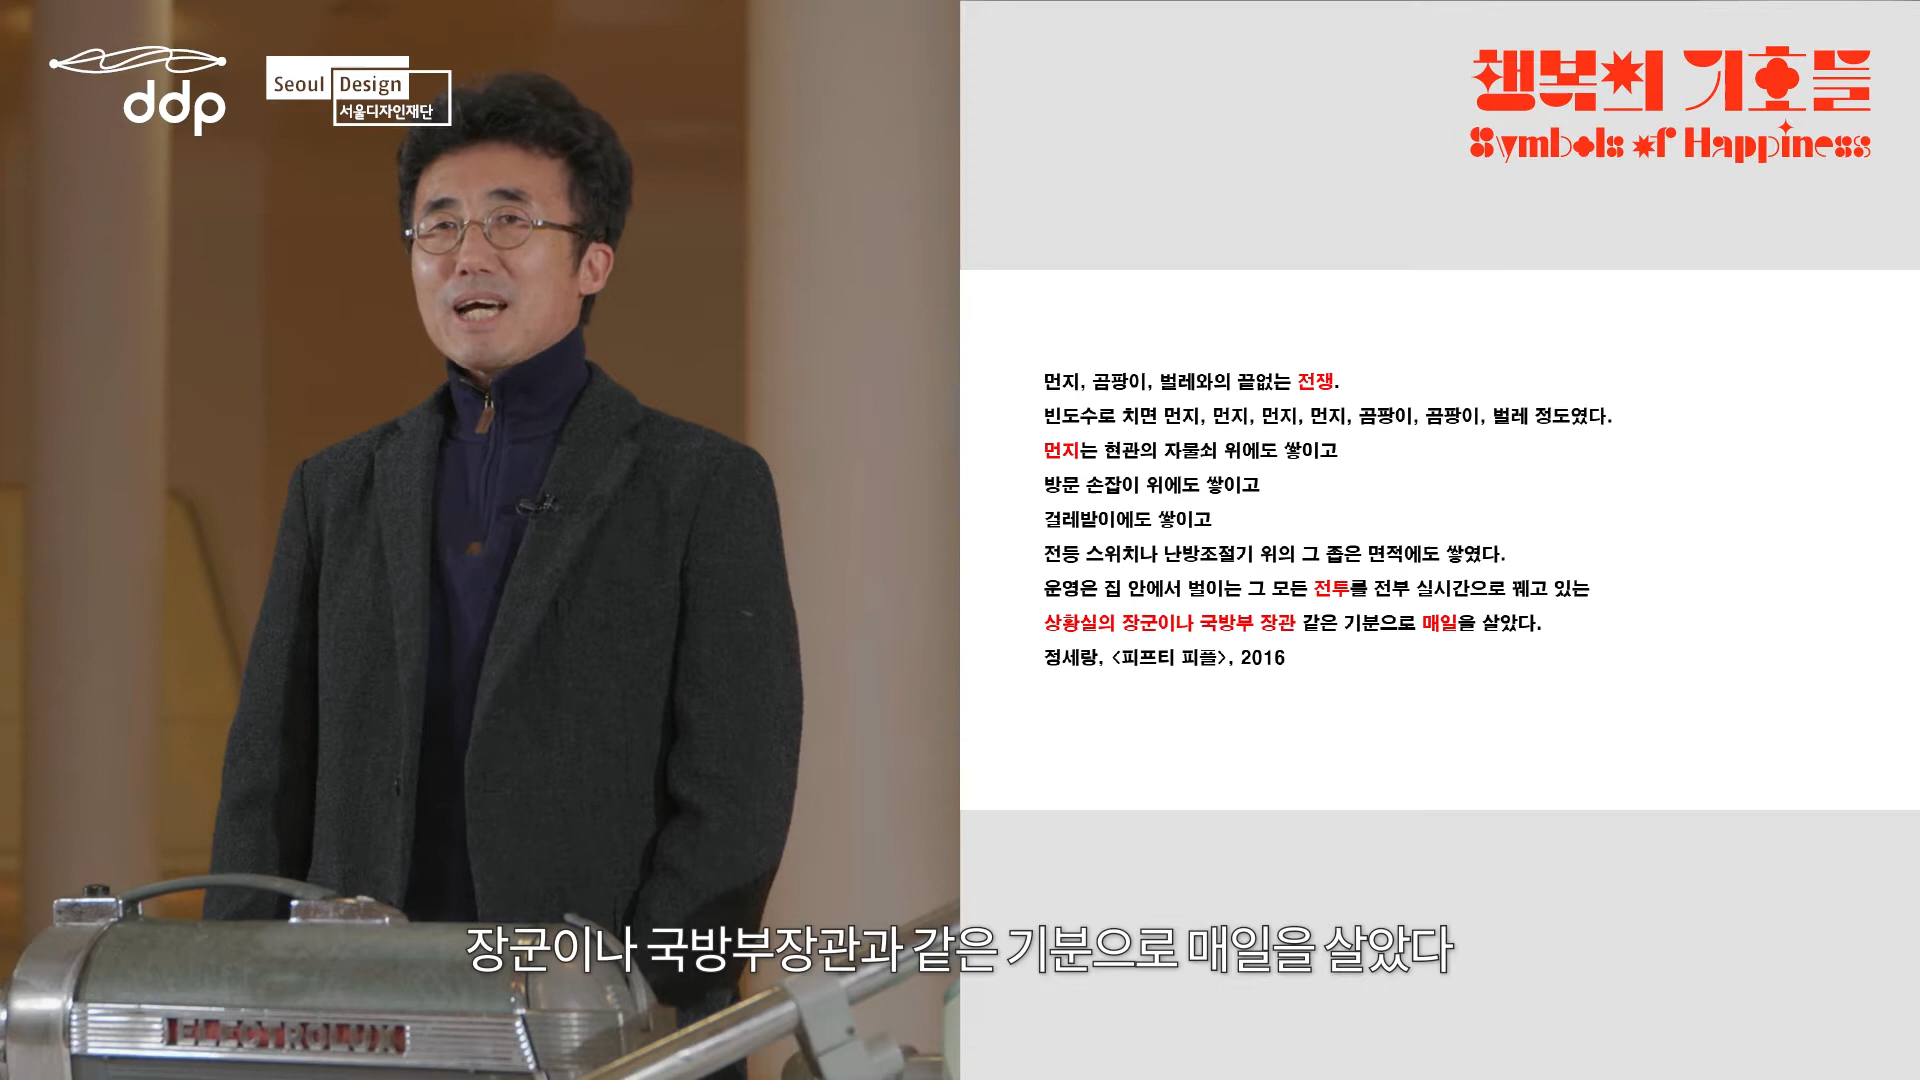 ddp
Seoul Design
서울디자인재단
행복의 기호들
Symbols of Happiness
먼지, 곰팡이, 벌레와의 끝없는 전쟁.
빈도수로 치면 먼지, 먼지, 먼지, 먼지, 곰팡이, 곰팡이, 벌레 정도였다.
먼지는 현관의 자물쇠 위에도 쌓이고
방문 손잡이 위에도 쌓이고
걸레받이에도 쌓이고
전등 스위치나 난방조절기 위의 그 좁은 면적에도 쌓였다.
운영은 집 안에서 벌이는 그 모든 전투를 전부 실시간으로 꿰고 있는
상황실의 장군이나 국방부 장관 같은 기분으로 매일을 살았다.
정세랑, <피프티 피플>, 2016
장군이나 국방부장관과 같은 기분으로 매일을 살았다
ELECTROLUX